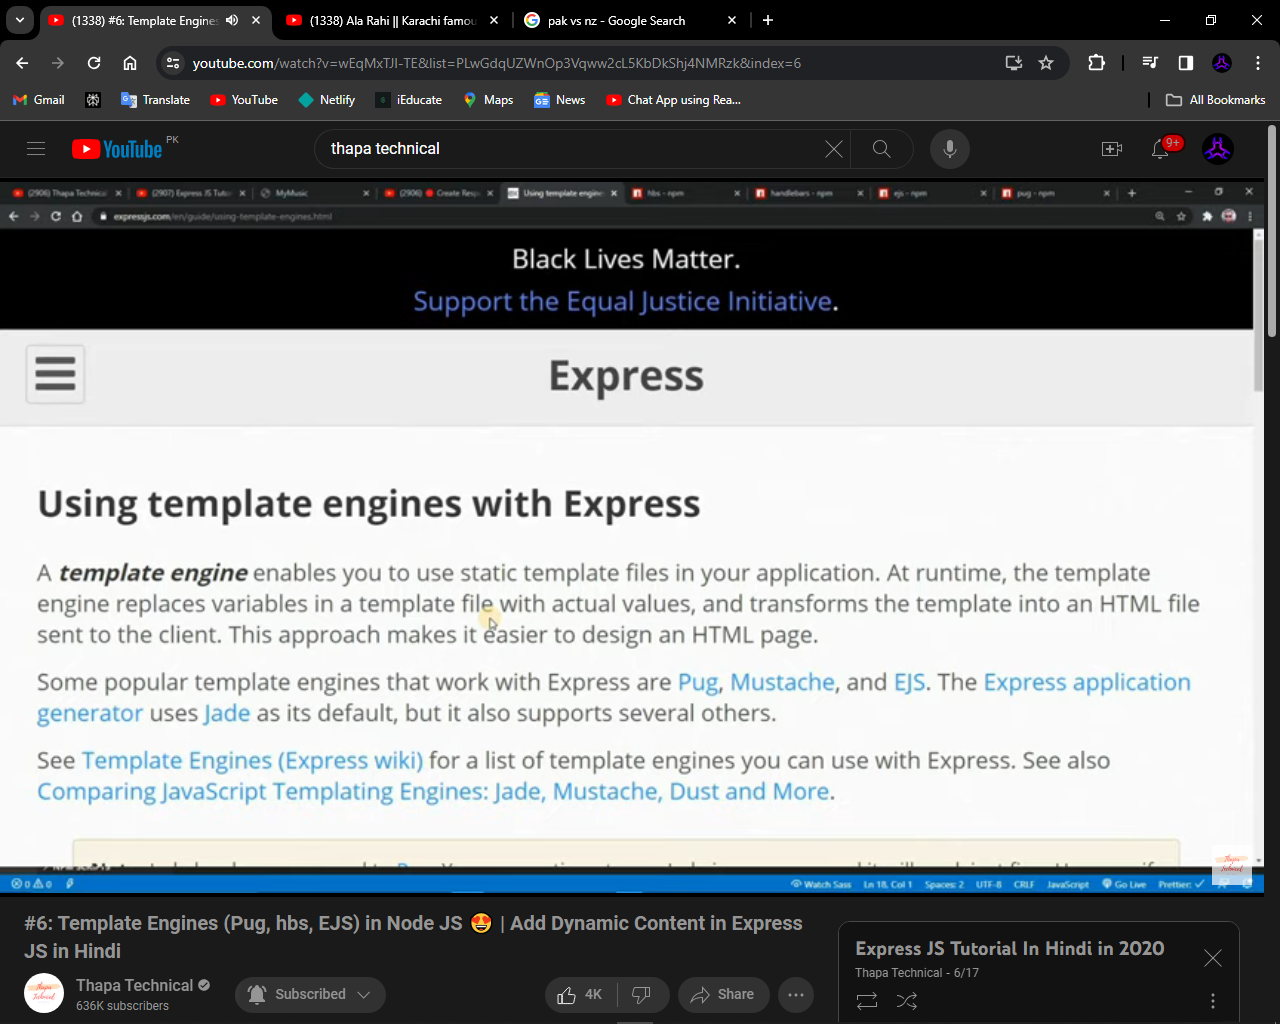 (1338) #6: Template Engines
(1338) Ala Rahi || Karachi famou
pak vs nz - Google Search
youtube.com/watch?v=wEqMxTJI-TE&list=PLwGdqUZWnOp3Vqww2cL5KbDkShj4NMRzk&index=6
Gmail
Translate
YouTube
Netlify
iEducate
Maps
News
Chat App using Rea...
All Bookmarks
YouTube PK
thapa technical
9+
(2906) Thapa Technical
(2907) Express JS Tuto
MyMusic
(2906) Create Resp
Using template engine
hbs - npm
handlebars - npm
ejs - npm
pug - npm
expressjs.com/en/guide/using-template-engines.html
Black Lives Matter.
Support the Equal Justice Initiative.
Express
Using template engines with Express
A template engine enables you to use static template files in your application. At runtime, the template
engine replaces variables in a template file with actual values, and transforms the template into an HTML file
sent to the client. This approach makes it easier to design an HTML page.
Some popular template engines that work with Express are Pug, Mustache, and EJS. The Express application
generator uses Jade as its default, but it also supports several others.
See Template Engines (Express wiki) for a list of template engines you can use with Express. See also
Comparing JavaScript Templating Engines: Jade, Mustache, Dust and More.
Thapa
Technical
0 0
Watch Sass
Ln 18, Col 1
Spaces: 2
UTF-8
CRLF
JavaScript
Go Live
Prettier: ✓
#6: Template Engines (Pug, hbs, EJS) in Node JS 😍 | Add Dynamic Content in Express
JS in Hindi
Thapa Technical
636K subscribers
Subscribed
4K
Share
Express JS Tutorial In Hindi in 2020
Thapa Technical - 6/17